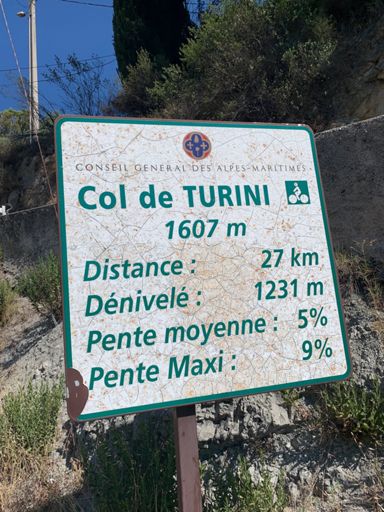 CONSEIL GENERAL DES ALPES-MARITIMES
Col de TURINI
1607 m
Distance : 27 km
Dénivelé : 1231 m
Pente moyenne : 5%
Pente Maxi : 9%